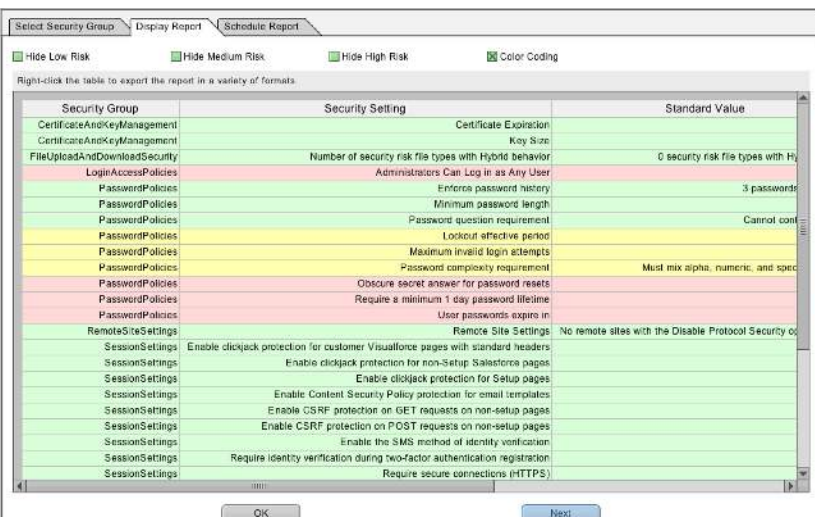 Select Security Group Display Report Schedule Report
Hide Low Risk Hide Medium Risk Hide High Risk Color Coding
Right-click the table to export the report in a variety of formats
Security Group Security Setting Standard Value
CertificateAndKeyManagement Certificate Expiration
CertificateAndKeyManagement Key Size
FileUploadAndDownloadSecurity Number of security risk file types with Hybrid behavior 0 security risk file types with Hy
LoginAccessPolicies Administrators Can Log in as Any User
PasswordPolicies Enforce password history 3 passwords
PasswordPolicies Minimum password length
PasswordPolicies Password question requirement Cannot cont
PasswordPolicies Lockout effective period
PasswordPolicies Maximum invalid login attempts
PasswordPolicies Password complexity requirement Must mix alpha, numeric, and spec
PasswordPolicies Obscure secret answer for password resets
PasswordPolicies Require a minimum 1 day password lifetime
PasswordPolicies User passwords expire in
RemoteSiteSettings Remote Site Settings No remote sites with the Disable Protocol Security op
SessionSettings Enable clickjack protection for customer Visualforce pages with standard headers
SessionSettings Enable clickjack protection for non-Setup Salesforce pages
SessionSettings Enable clickjack protection for Setup pages
SessionSettings Enable Content Security Policy protection for email templates
SessionSettings Enable CSRF protection on GET requests on non-setup pages
SessionSettings Enable CSRF protection on POST requests on non-setup pages
SessionSettings Enable the SMS method of identity verification
SessionSettings Require identity verification during two-factor authentication registration
SessionSettings Require secure connections (HTTPS)
OK Next